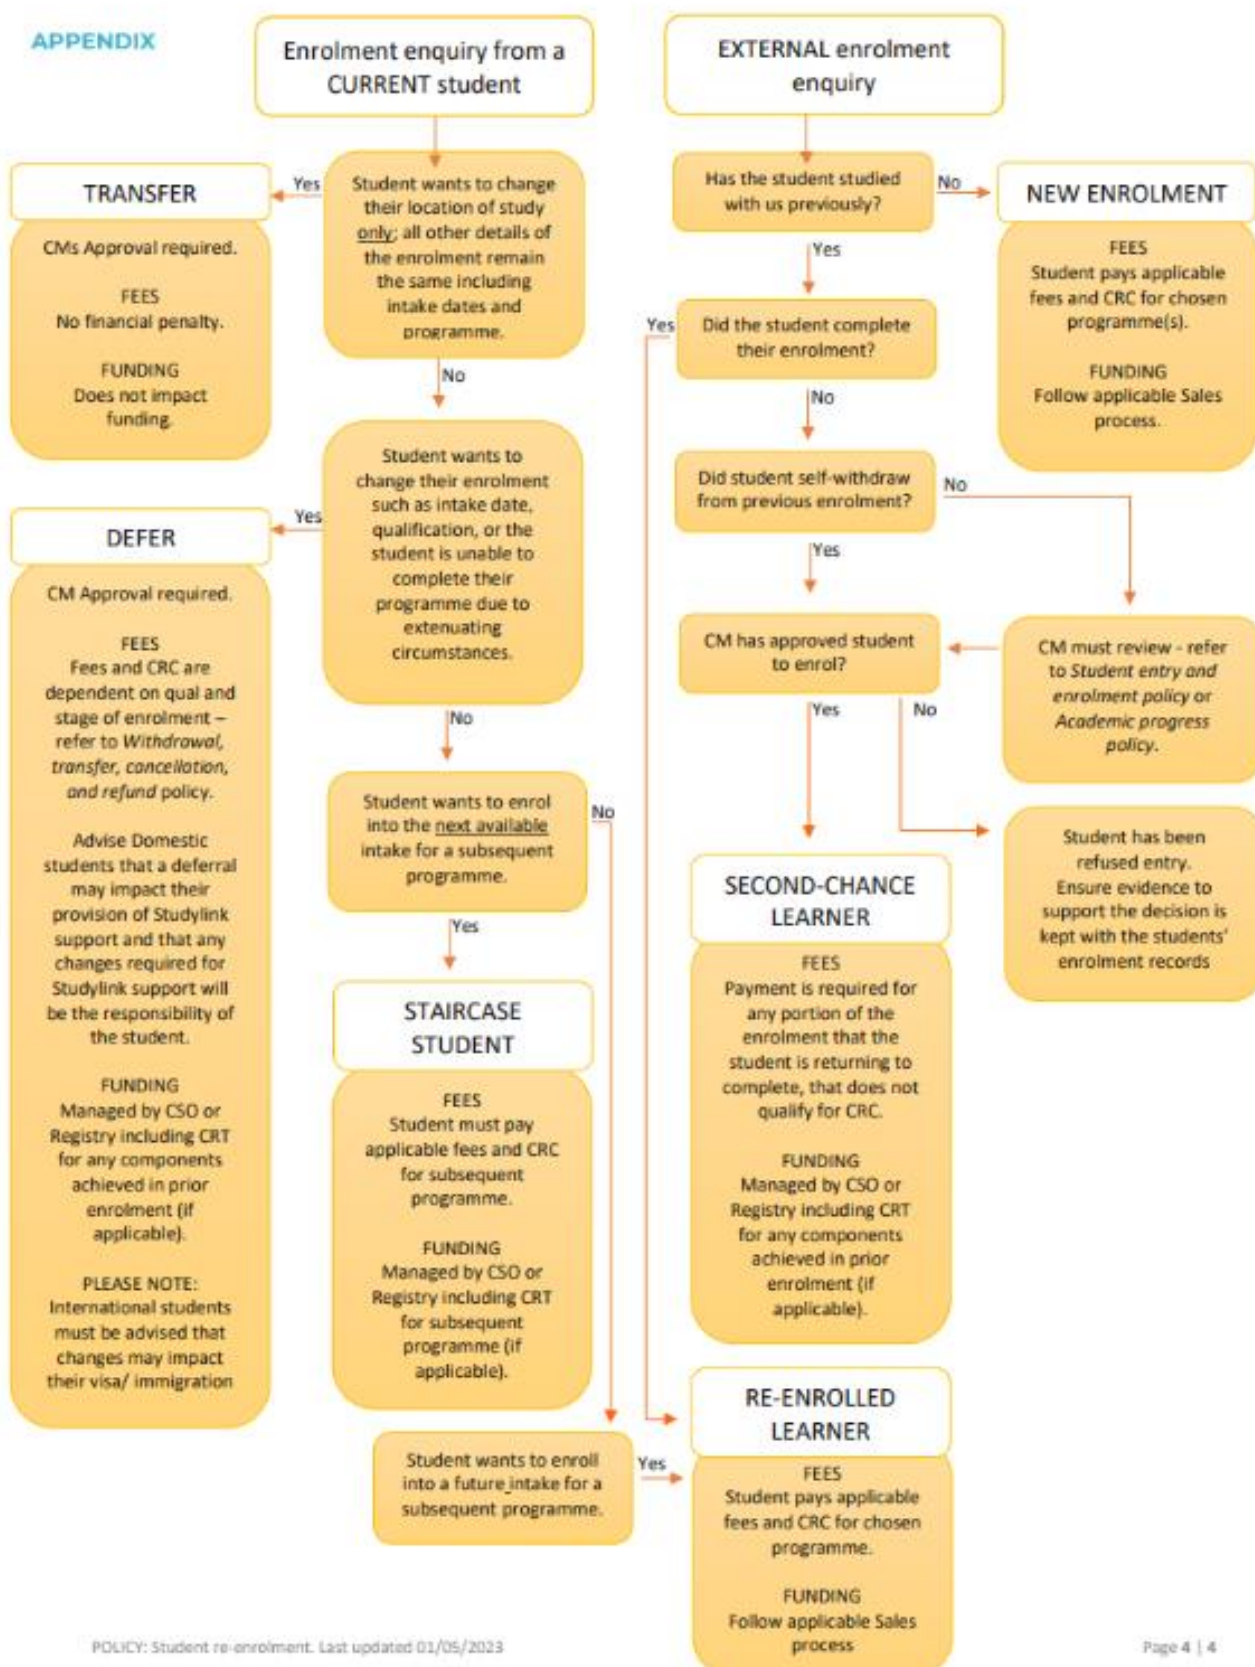 APPENDIX
Enrolment enquiry from a
CURRENT student
Yes
Student wants to change
their location of study
only; all other details of
the enrolment remain
the same including
intake dates and
programme.
TRANSFER
CMs Approval required.
FEES
No financial penalty.
FUNDING
Does not impact
funding.
No
Student wants to
change their enrolment
such as intake date,
qualification, or the
student is unable to
complete their
programme due to
extenuating
circumstances.
Yes
DEFER
CM Approval required.
FEES
Fees and CRC are
dependent on qual and
stage of enrolment –
refer to Withdrawal,
transfer, cancellation,
and refund policy.
Advise Domestic
students that a deferral
may impact their
provision of Studylink
support and that any
changes required for
Studylink support will
be the responsibility of
the student.
FUNDING
Managed by CSO or
Registry including CRT
for any components
achieved in prior
enrolment (if
applicable).
PLEASE NOTE:
International students
must be advised that
changes may impact
their visa/ immigration
No
Student wants to enrol
into the next available
intake for a subsequent
programme.
No
Yes
STAIRCASE
STUDENT
FEES
Student must pay
applicable fees and CRC
for subsequent
programme.
FUNDING
Managed by CSO or
Registry including CRT
for subsequent
programme (if
applicable).
Student wants to enroll
into a future intake for a
subsequent programme.
Yes
EXTERNAL enrolment
enquiry
Has the student studied
with us previously?
No
NEW ENROLMENT
FEES
Student pays applicable
fees and CRC for chosen
programme(s).
FUNDING
Follow applicable Sales
process.
Yes
Did the student complete
their enrolment?
Yes
No
Did student self-withdraw
from previous enrolment?
No
Yes
CM has approved student
to enrol?
CM must review - refer
to Student entry and
enrolment policy or
Academic progress
policy.
Yes
No
Student has been
refused entry.
Ensure evidence to
support the decision is
kept with the students'
enrolment records
SECOND-CHANCE
LEARNER
FEES
Payment is required for
any portion of the
enrolment that the
student is returning to
complete, that does not
qualify for CRC.
FUNDING
Managed by CSO or
Registry including CRT
for any components
achieved in prior
enrolment (if
applicable).
RE-ENROLLED
LEARNER
FEES
Student pays applicable
fees and CRC for chosen
programme.
FUNDING
Follow applicable Sales
process
POLICY: Student re-enrolment. Last updated 01/05/2023
Page 4 | 4